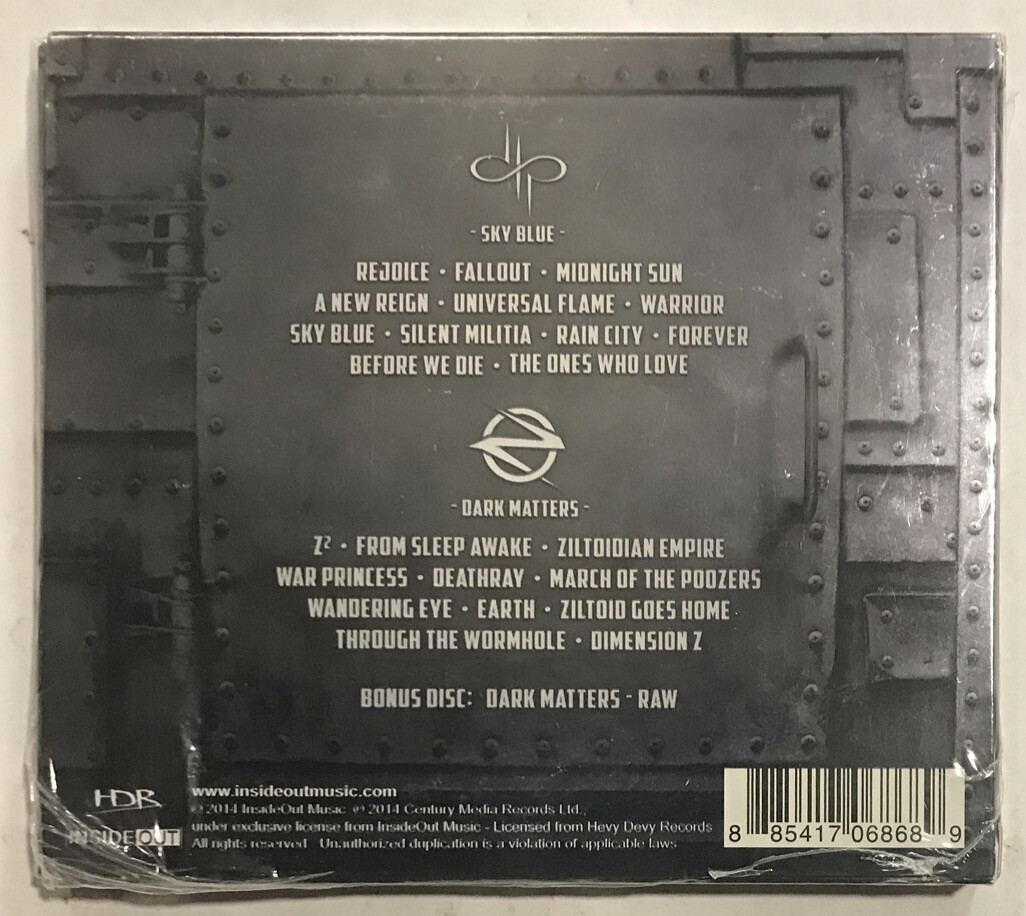 - SKY BLUE -
REJOICE • FALLOUT • MIDNIGHT SUN
A NEW REIGN • UNIVERSAL FLAME • WARRIOR
SKY BLUE • SILENT MILITIA • RAIN CITY • FOREVER
BEFORE WE DIE • THE ONES WHO LOVE
Z
- DARK MATTERS -
Z² • FROM SLEEP AWAKE • ZILTOIDIAN EMPIRE
WAR PRINCESS • DEATHRAY • MARCH OF THE POOZERS
WANDERING EYE • EARTH • ZILTOID GOES HOME
THROUGH THE WORMHOLE • DIMENSION Z
BONUS DISC: DARK MATTERS - RAW
HDR
INSIDEOUT
www.insideoutmusic.com
℗ 2014 InsideOut Music ℗© 2014 Century Media Records Ltd.,
under exclusive license from InsideOut Music - Licensed from Hevy Devy Records
All rights reserved Unauthorized duplication is a violation of applicable laws
8 85417 06868 9